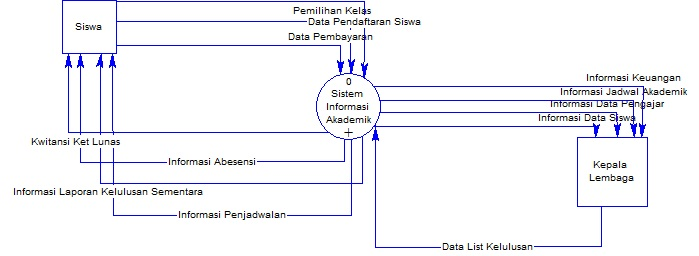 Pemilihan Kelas
Siswa
Data Pendaftaran Siswa
Data Pembayaran
0
Sistem
Informasi
Akademik
+
Informasi Keuangan
Informasi Jadwal Akademik
Informasi Data Pengajar
Informasi Data Siswa
Kwitansi Ket Lunas
Informasi Abesensi
Kepala
Lembaga
Informasi Laporan Kelulusan Sementara
Informasi Penjadwalan
Data List Kelulusan